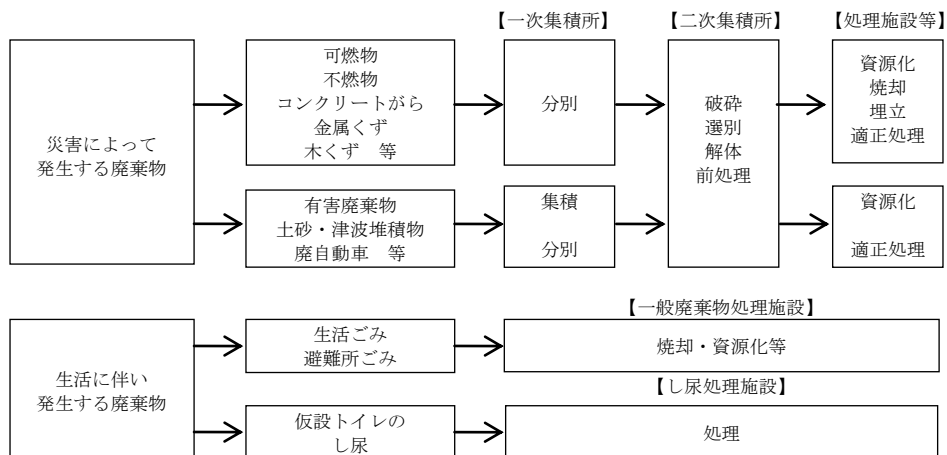 【一次集積所】
【二次集積所】
【処理施設等】
災害によって
発生する廃棄物
可燃物
不燃物
コンクリートがら
金属くず
木くず　等
分別
破砕
選別
解体
前処理
資源化
焼却
埋立
適正処理
有害廃棄物
土砂・津波堆積物
廃自動車　等
集積
分別
資源化
適正処理
【一般廃棄物処理施設】
生活に伴い
発生する廃棄物
生活ごみ
避難所ごみ
焼却・資源化等
【し尿処理施設】
仮設トイレの
し尿
処理